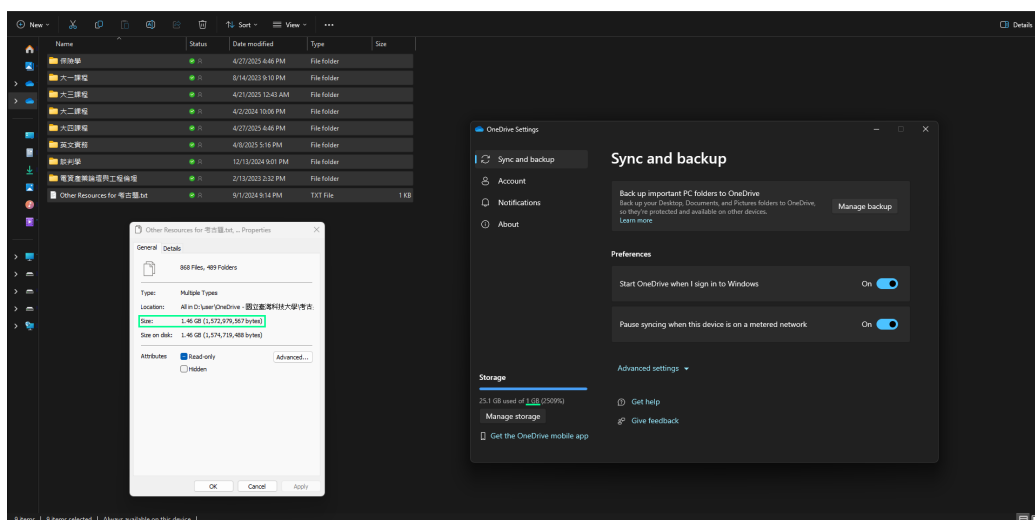 New
Sort
View
Details
Name Status Date modified Type Size
保險學 4/27/2025 4:46 PM File folder
大一課程 8/14/2023 9:10 PM File folder
大三課程 4/21/2025 12:43 AM File folder
大二課程 4/2/2024 10:06 PM File folder
大四課程 4/27/2025 4:46 PM File folder
英文實務 4/8/2025 5:16 PM File folder
談判學 12/13/2024 9:01 PM File folder
電資產業論壇與工程倫理 2/13/2023 2:32 PM File folder
Other Resources for 考古題.txt 9/1/2024 9:14 PM TXT File 1 KB
Other Resources for 考古題.txt, ... Properties
General Details
868 Files, 489 Folders
Type: Multiple Types
Location: All in D:\user\OneDrive - 國立臺灣科技大學\考古
Size: 1.46 GB (1,572,979,567 bytes)
Size on disk: 1.46 GB (1,574,719,488 bytes)
Attributes Read-only Advanced...
Hidden
OK Cancel Apply
OneDrive Settings
Sync and backup
Account
Notifications
About
Storage
25.1 GB used of 1 GB (2509%)
Manage storage
Get the OneDrive mobile app
Sync and backup
Back up important PC folders to OneDrive
Back up your Desktop, Documents, and Pictures folders to OneDrive,
so they're protected and available on other devices.
Learn more
Manage backup
Preferences
Start OneDrive when I sign in to Windows On
Pause syncing when this device is on a metered network On
Advanced settings
Get help
Give feedback
9 items 9 items selected Always available on this device